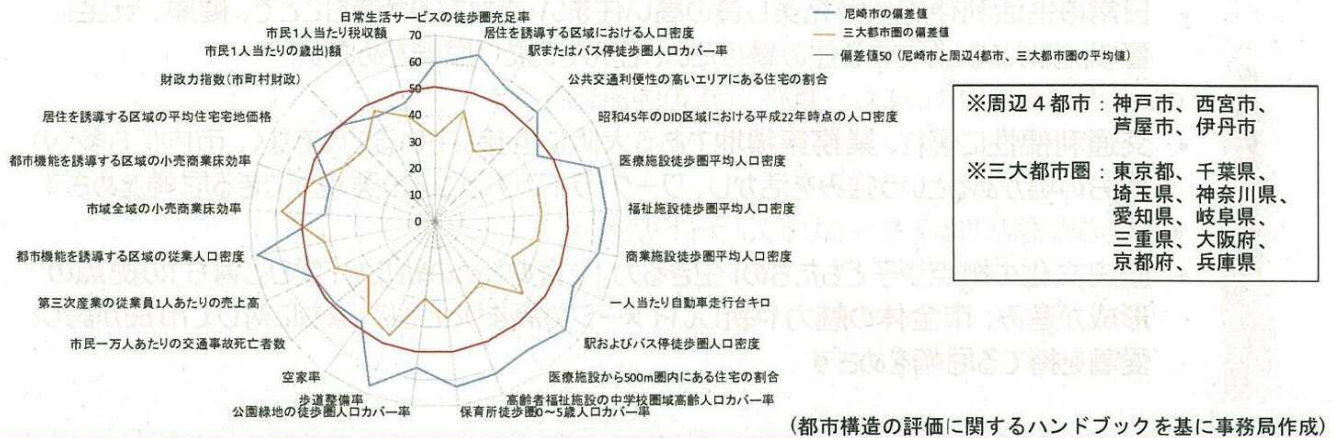 日常生活サービスの徒歩圏充足率
居住を誘導する区域における人口密度
駅またはバス停徒歩圏人口カバー率
公共交通利便性の高いエリアにある住宅の割合
昭和45年のDID区域における平成22年時点の人口密度
医療施設徒歩圏平均人口密度
福祉施設徒歩圏平均人口密度
商業施設徒歩圏平均人口密度
一人当たり自動車走行台キロ
駅およびバス停徒歩圏人口密度
医療施設から500m圏内にある住宅の割合
高齢者福祉施設の中学校圏域高齢人口カバー率
保育所徒歩圏0～5歳人口カバー率
公園緑地の徒歩圏人口カバー率
歩道整備率
空家率
市民一万人あたりの交通事故死亡者数
第三次産業の従業員1人あたりの売上高
都市機能を誘導する区域の従業人口密度
市域全域の小売商業床効率
都市機能を誘導する区域の小売商業床効率
居住を誘導する区域の平均住宅宅地価格
財政力指数(市町村財政)
市民1人当たりの歳出)額
市民1人当たり税収額
70
60
50
40
30
20
10
0
尼崎市の偏差値
三大都市圏の偏差値
偏差値50（尼崎市と周辺4都市、三大都市圏の平均値）
※周辺4都市：神戸市、西宮市、
芦屋市、伊丹市
※三大都市圏：東京都、千葉県、
埼玉県、神奈川県、
愛知県、岐阜県、
三重県、大阪府、
京都府、兵庫県
(都市構造の評価に関するハンドブックを基に事務局作成)